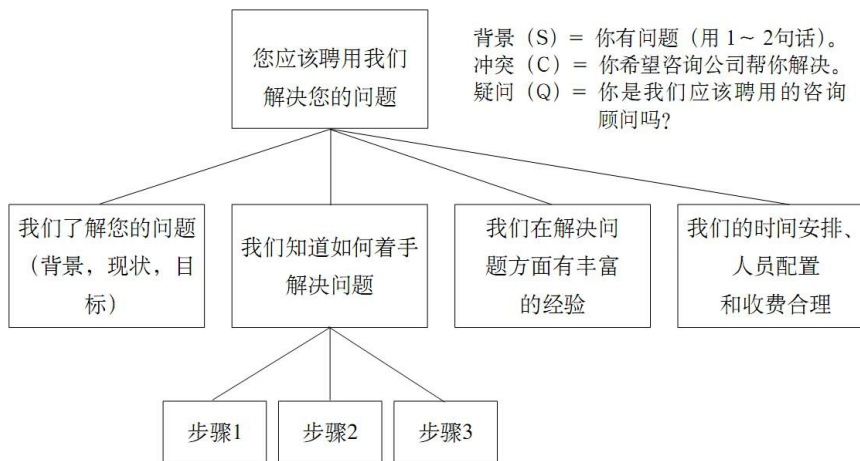 您应该聘用我们
解决您的问题
背景（S）= 你有问题（用 1～ 2句话）。
冲突（C）= 你希望咨询公司帮你解决。
疑问（Q）= 你是我们应该聘用的咨询
顾问吗？
我们了解您的问题
（背景，现状，目
标）
我们知道如何着手
解决问题
我们在解决问
题方面有丰富
的经验
我们的时间安排、
人员配置
和收费合理
步骤1
步骤2
步骤3